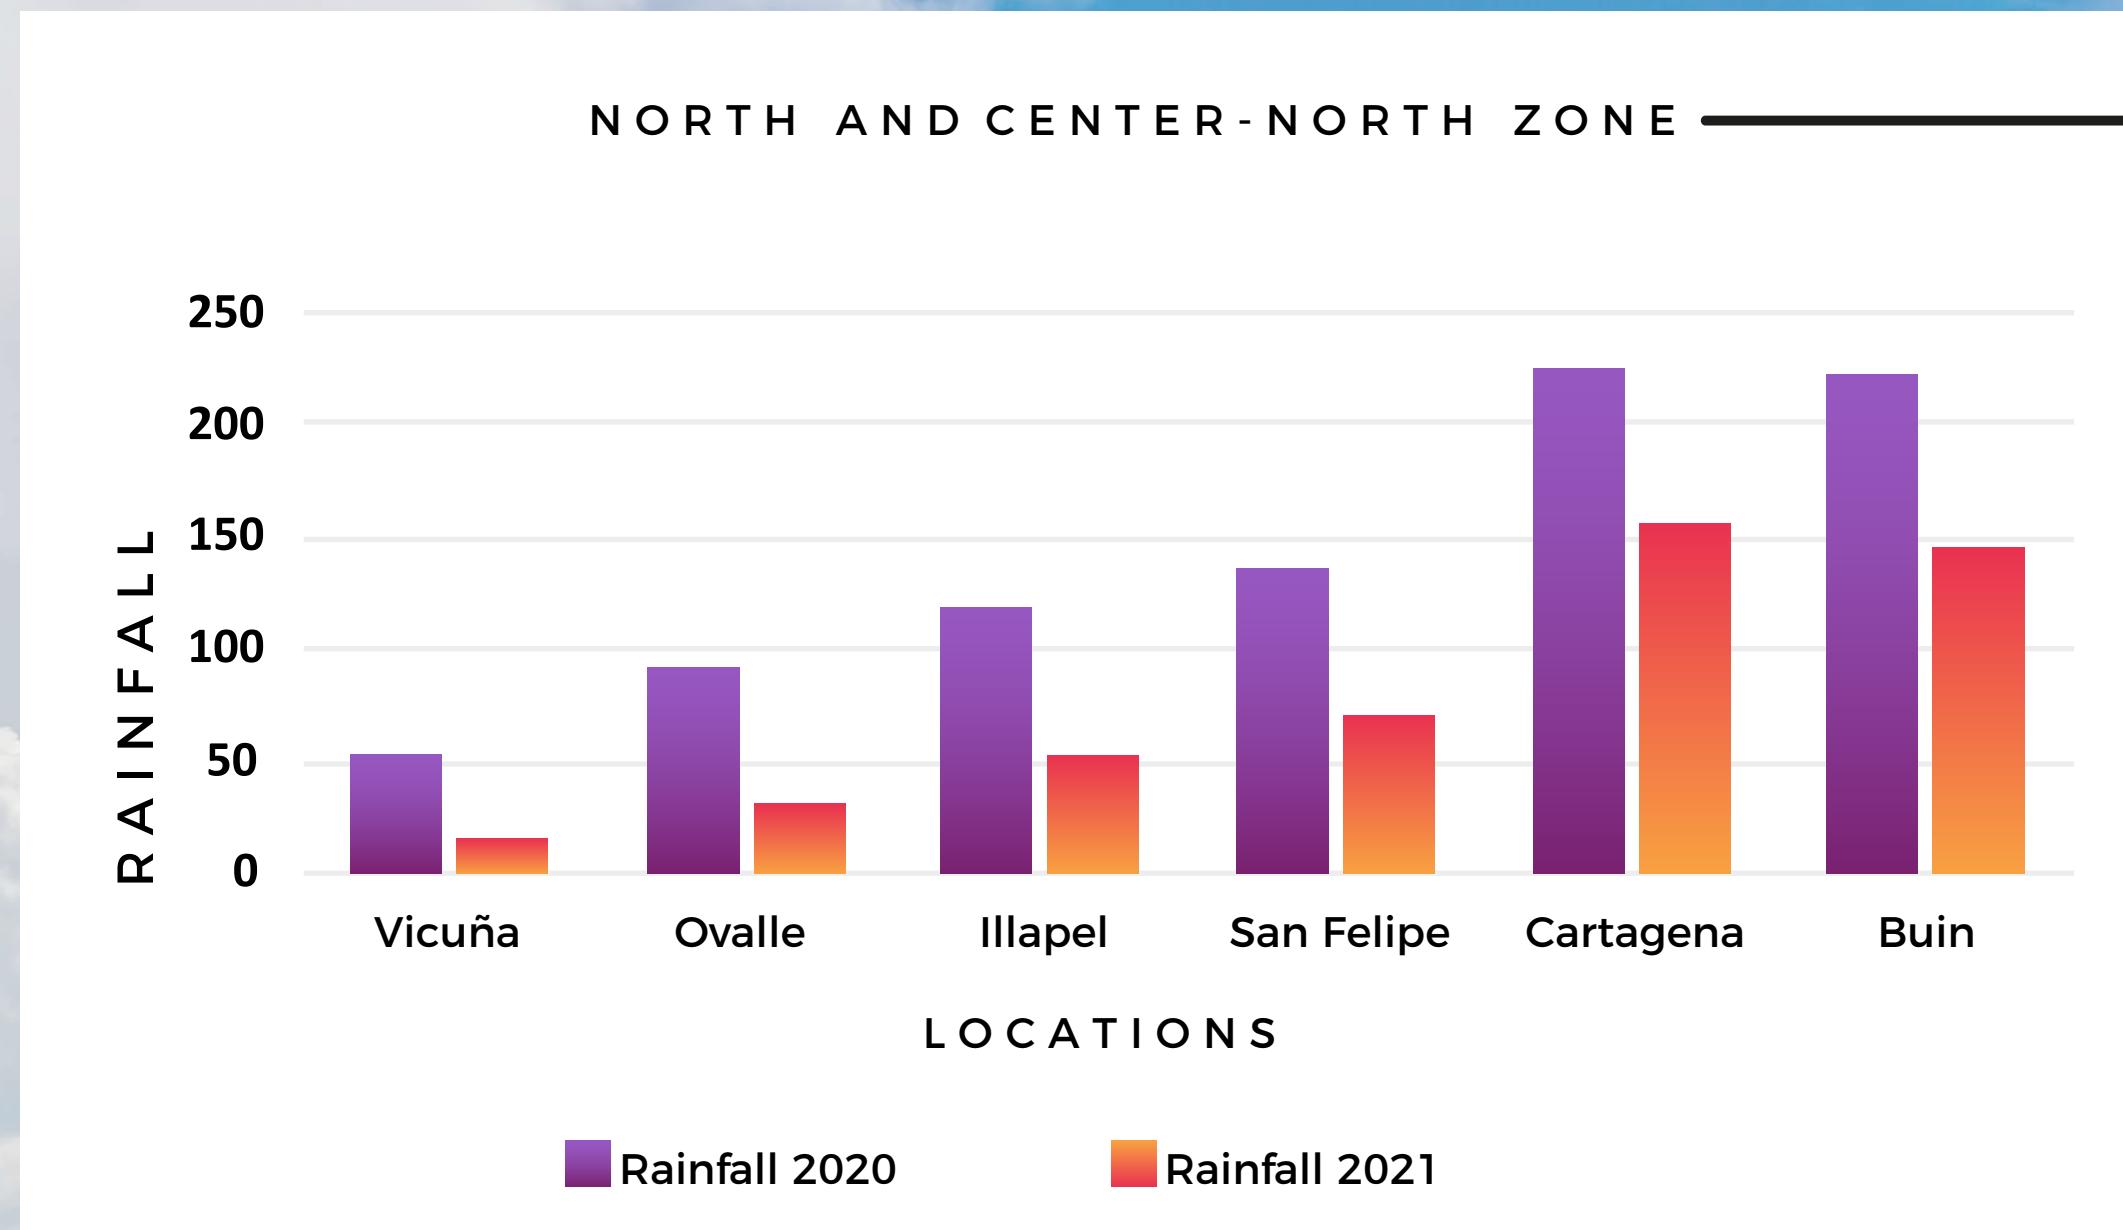 NORTH AND CENTER-NORTH ZONE
RAINFALL
250
200
150
100
50
0
Vicuña Ovalle Illapel San Felipe Cartagena Buin
LOCATIONS
Rainfall 2020 Rainfall 2021